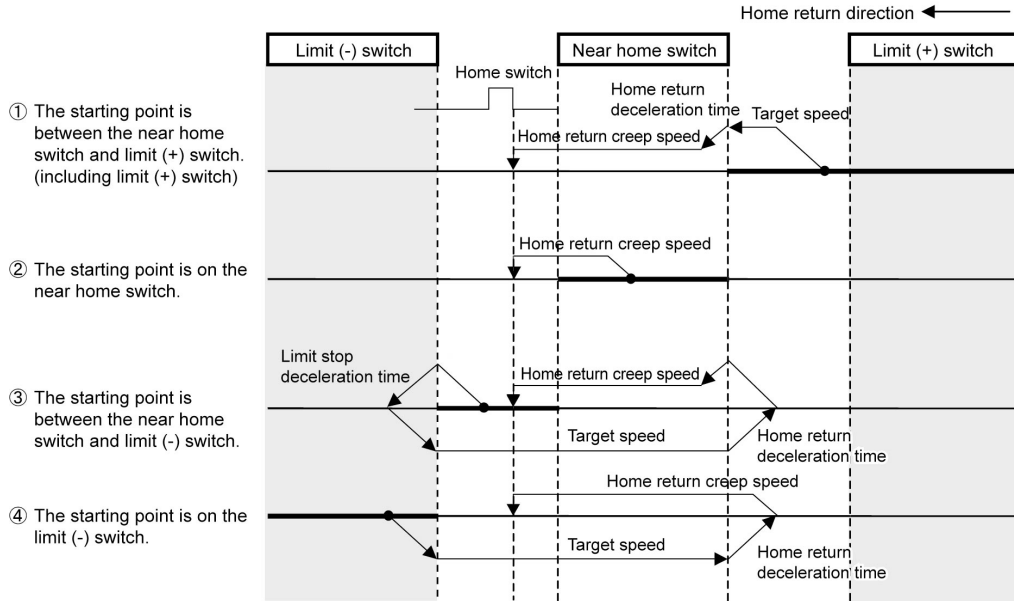 Home return direction
Limit (-) switch
Near home switch
Limit (+) switch
Home switch
① The starting point is
between the near home
switch and limit (+) switch.
(including limit (+) switch)
Home return
deceleration time
Target speed
Home return creep speed
② The starting point is on the
near home switch.
Home return creep speed
Limit stop
deceleration time
③ The starting point is
between the near home
switch and limit (-) switch.
Home return creep speed
Target speed
Home return
deceleration time
④ The starting point is on the
limit (-) switch.
Home return creep speed
Target speed
Home return
deceleration time